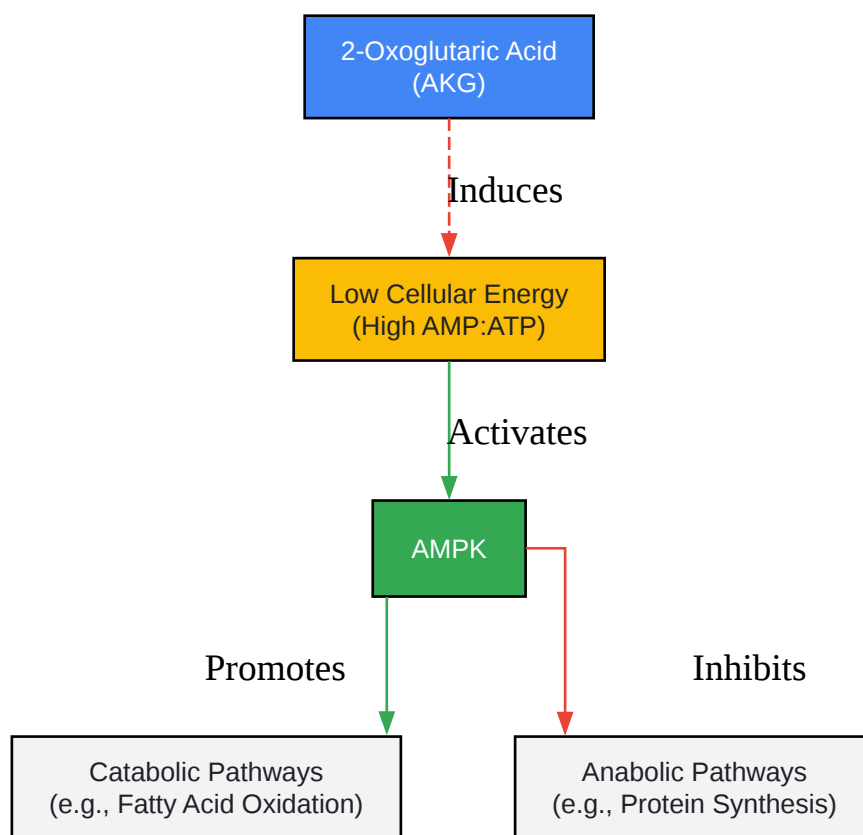 2-Oxoglutaric Acid
(AKG)
Induces
Low Cellular Energy
(High AMP:ATP)
Activates
AMPK
Promotes
Inhibits
Catabolic Pathways
(e.g., Fatty Acid Oxidation)
Anabolic Pathways
(e.g., Protein Synthesis)